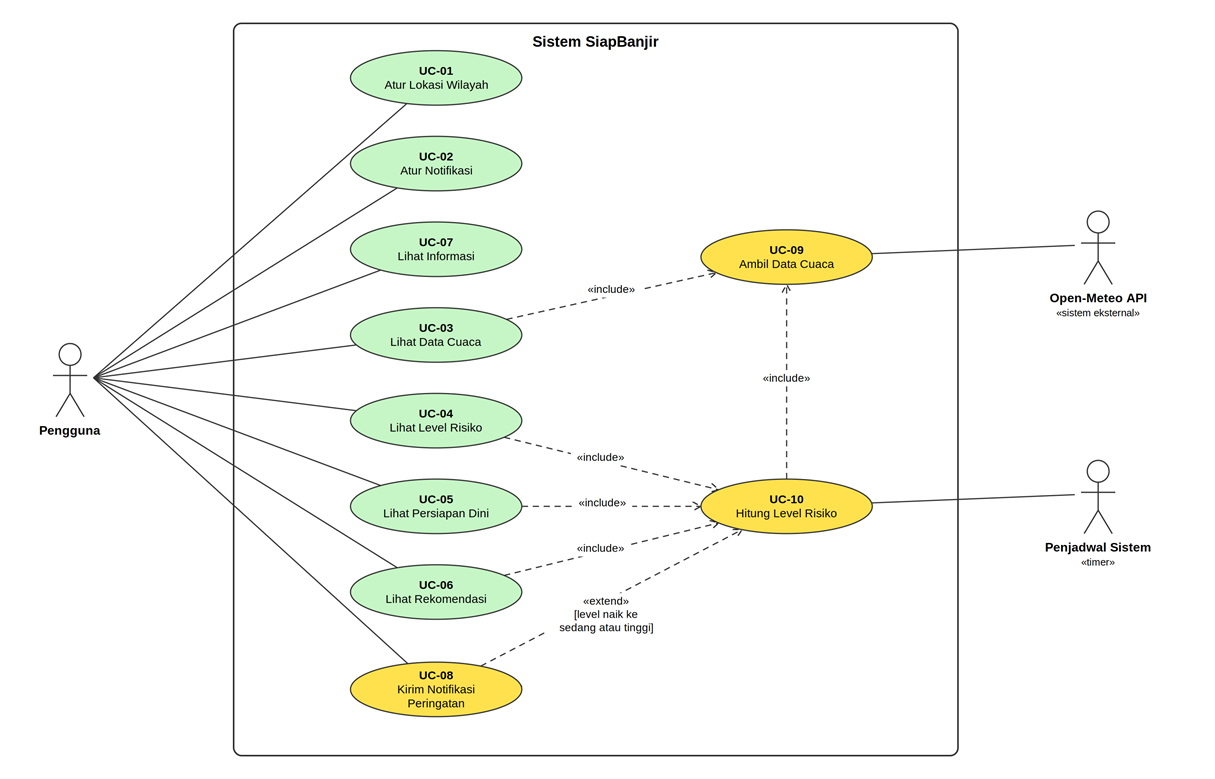 Sistem SiapBanjir
UC-01
Atur Lokasi Wilayah
UC-02
Atur Notifikasi
UC-07
Lihat Informasi
UC-03
Lihat Data Cuaca
UC-04
Lihat Level Risiko
UC-05
Lihat Persiapan Dini
UC-06
Lihat Rekomendasi
UC-08
Kirim Notifikasi
Peringatan
Pengguna
«include»
«include»
«include»
«include»
«extend»
[level naik ke
sedang atau tinggi]
UC-09
Ambil Data Cuaca
«include»
UC-10
Hitung Level Risiko
Open-Meteo API
«sistem eksternal»
Penjadwal Sistem
«timer»